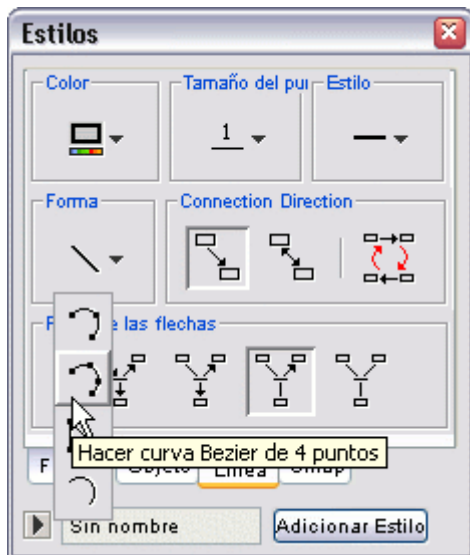 Estilos
Color
Tamaño del pu
Estilo
1
Forma
Connection Direction
las flechas
Hacer curva Bezier de 4 puntos
F
Objeto
Línea
Sin nombre
Adicionar Estilo